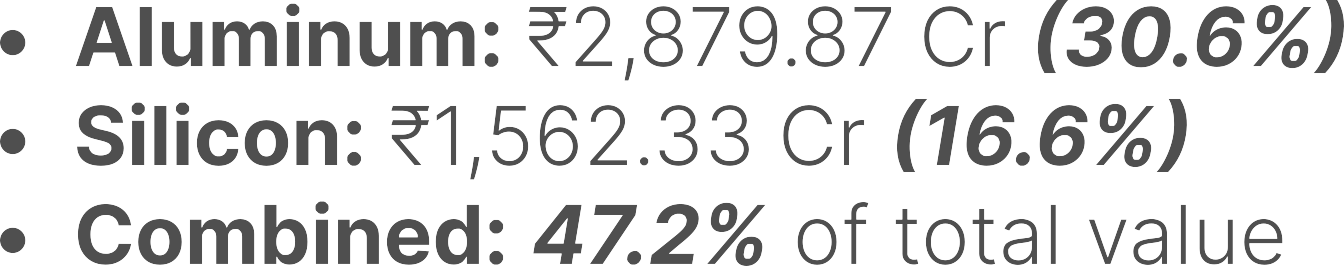 • Aluminum: ₹2,879.87 Cr (30.6%)
• Silicon: ₹1,562.33 Cr (16.6%)
• Combined: 47.2% of total value